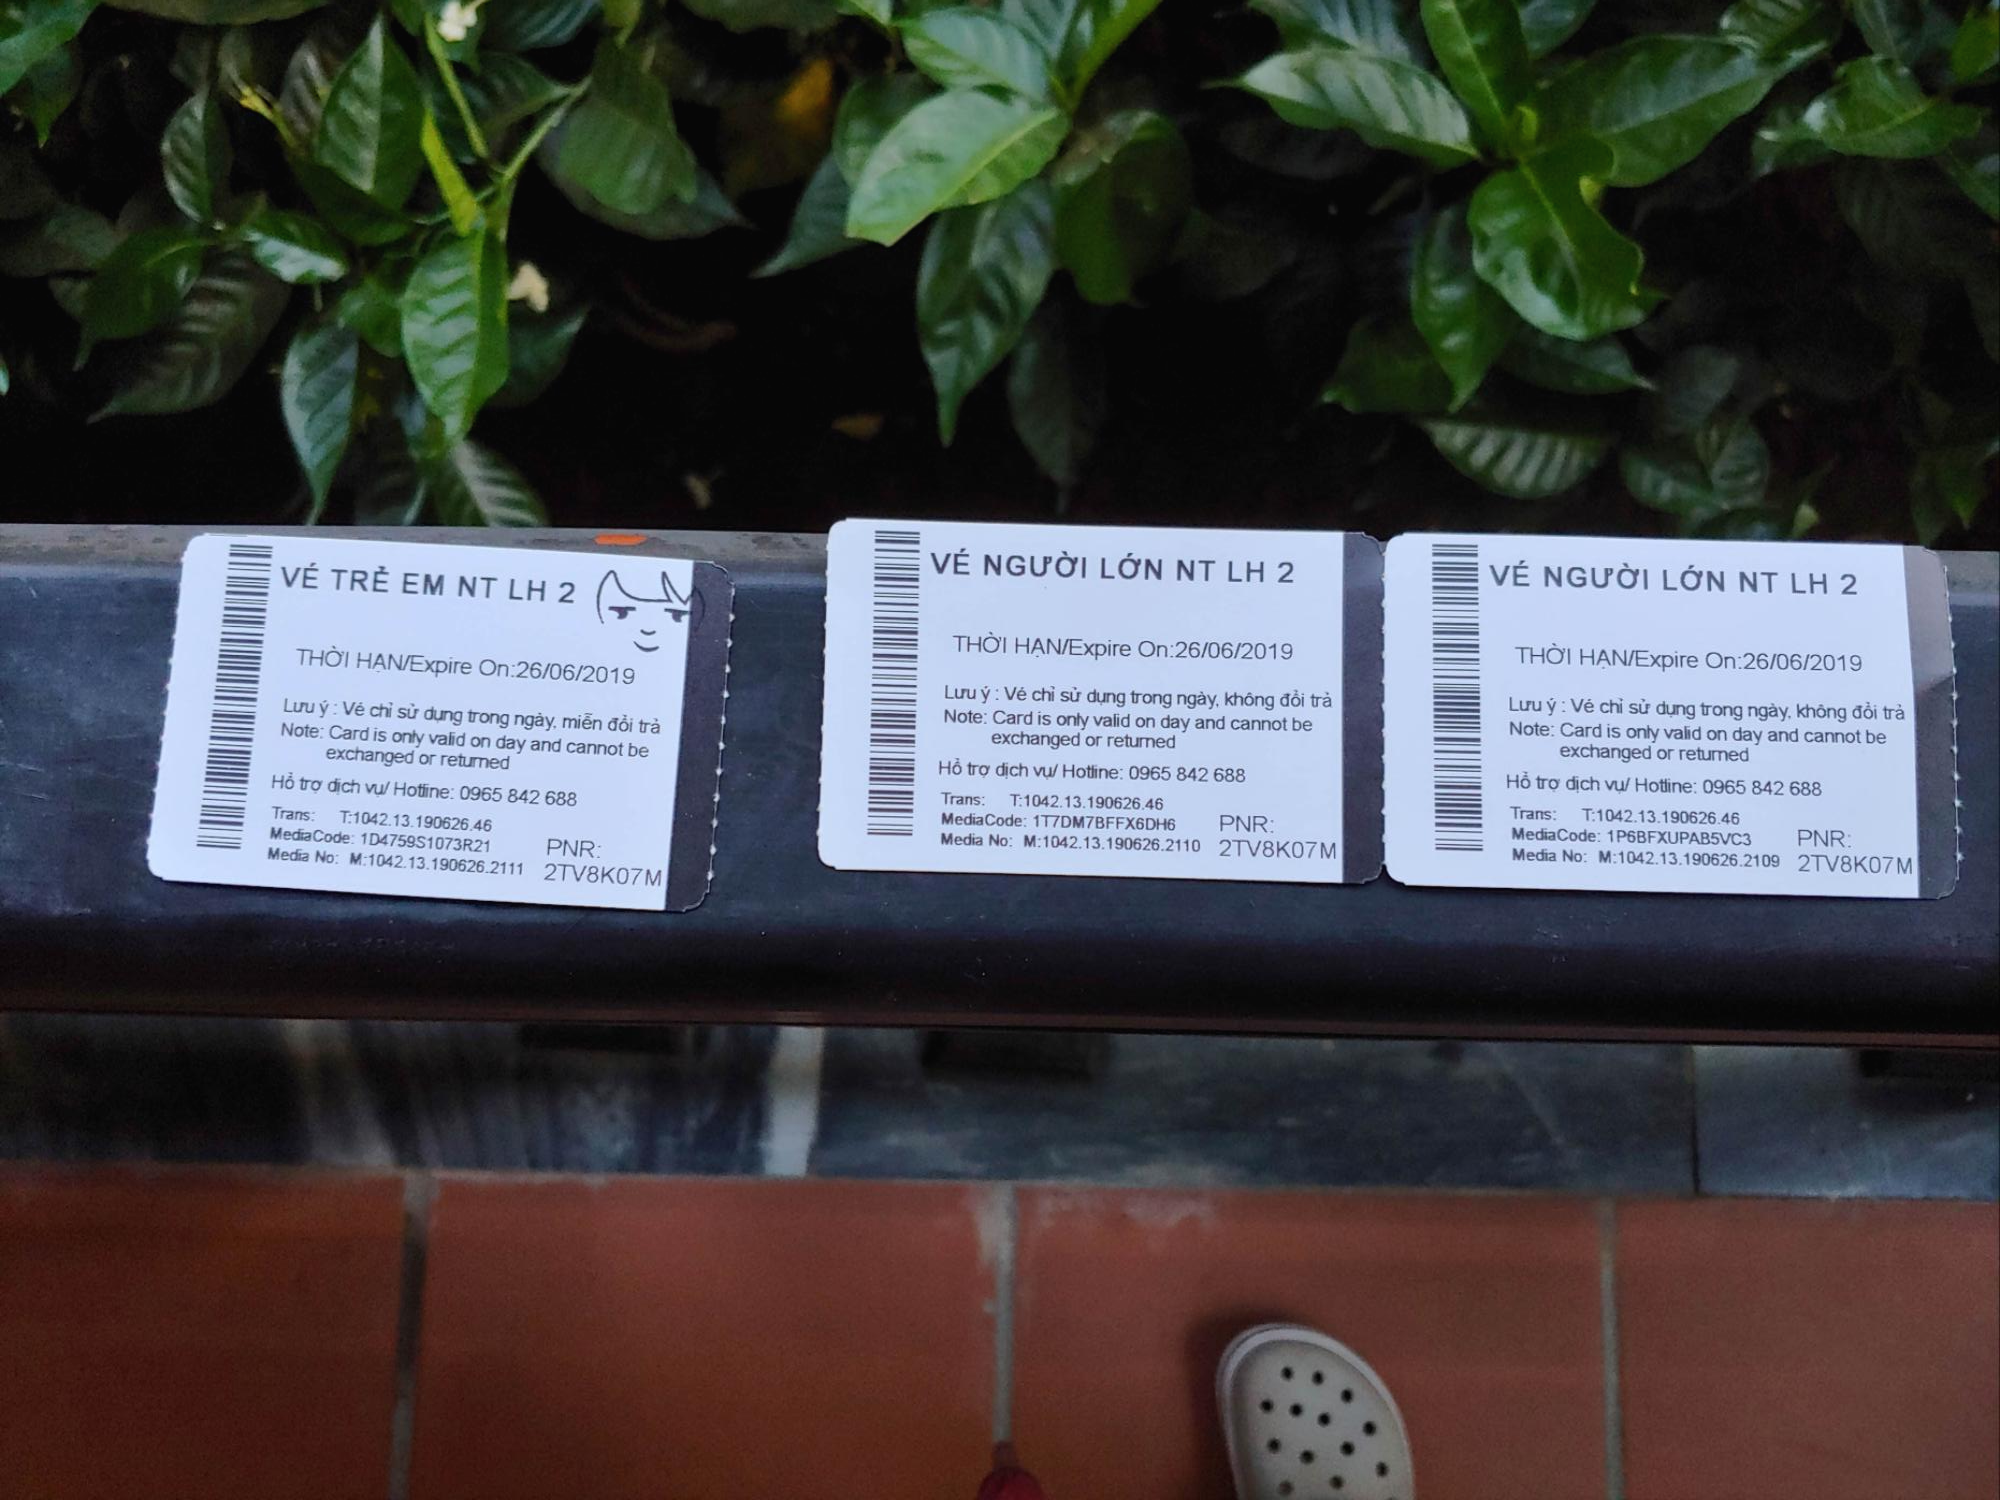 VÉ TRẺ EM NT LH 2
THỜI HẠN/Expire On:26/06/2019
Lưu ý : Vé chỉ sử dụng trong ngày, miễn đổi trả
Note: Card is only valid on day and cannot be
exchanged or returned
Hỗ trợ dịch vụ/ Hotline: 0965 842 688
Trans: T:1042.13.190626.46
MediaCode: 1D4759S1073R21
Media No: M:1042.13.190626.2111
PNR:
2TV8K07M
VÉ NGƯỜI LỚN NT LH 2
THỜI HẠN/Expire On:26/06/2019
Lưu ý : Vé chỉ sử dụng trong ngày, không đổi trả
Note: Card is only valid on day and cannot be
exchanged or returned
Hỗ trợ dịch vụ/ Hotline: 0965 842 688
Trans: T:1042.13.190626.46
MediaCode: 1T7DM7BFFX6DH6
Media No: M:1042.13.190626.2110
PNR:
2TV8K07M
VÉ NGƯỜI LỚN NT LH 2
THỜI HẠN/Expire On:26/06/2019
Lưu ý : Vé chỉ sử dụng trong ngày, không đổi trả
Note: Card is only valid on day and cannot be
exchanged or returned
Hỗ trợ dịch vụ/ Hotline: 0965 842 688
Trans: T:1042.13.190626.46
MediaCode: 1P6BFXUPAB5VC3
Media No: M:1042.13.190626.2109
PNR:
2TV8K07M